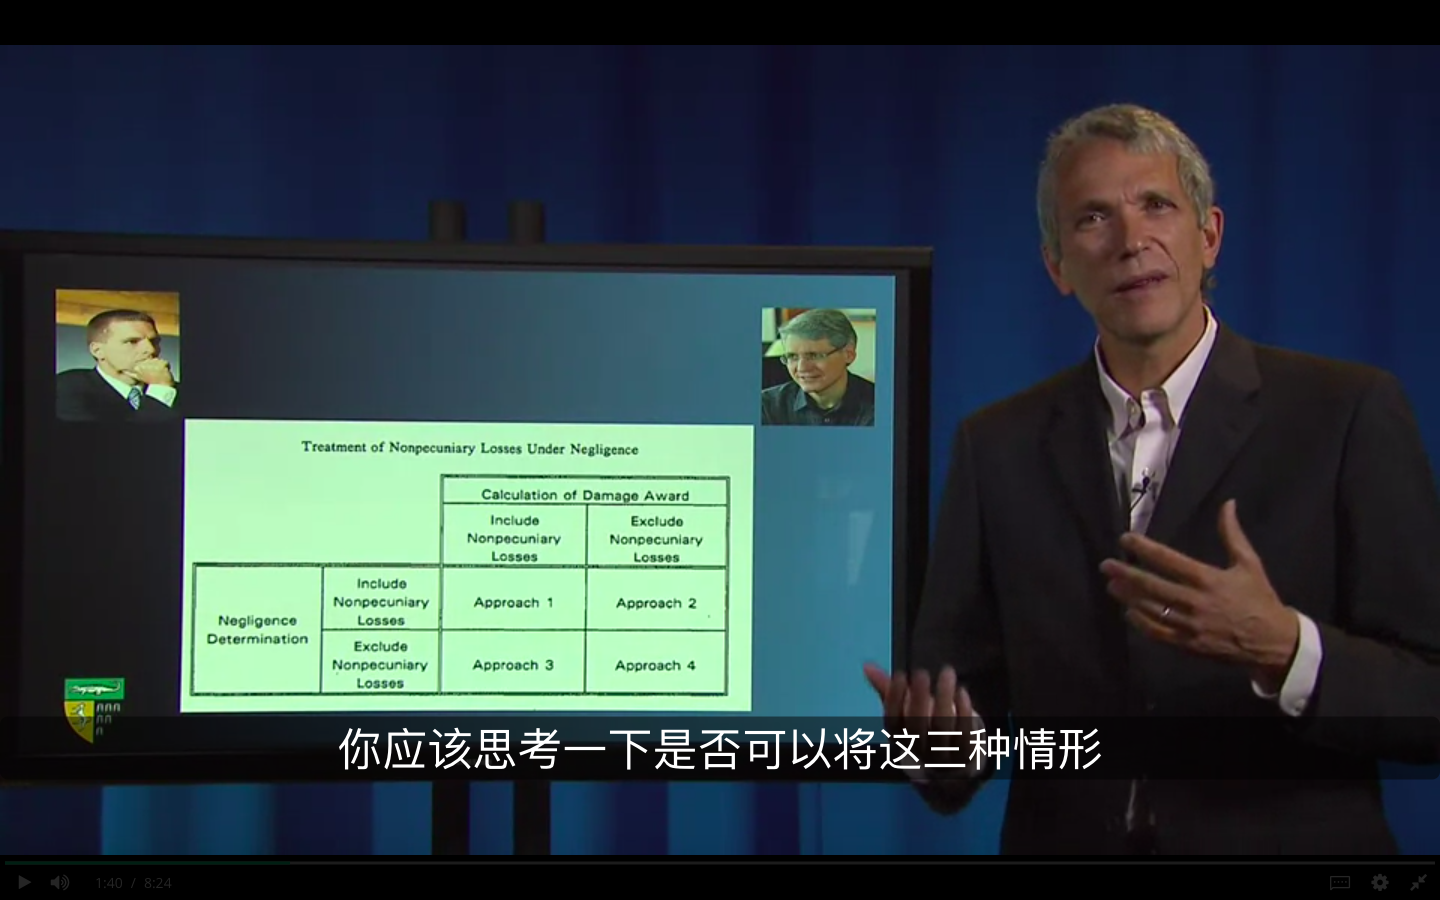 Treatment of Nonpecuniary Losses Under Negligence
Calculation of Damage Award
Include
Nonpecuniary
Losses
Exclude
Nonpecuniary
Losses
Negligence
Determination
Include
Nonpecuniary
Losses
Approach 1
Approach 2
Exclude
Nonpecuniary
Losses
Approach 3
Approach 4
你应该思考一下是否可以将这三种情形
1:40 / 8:24